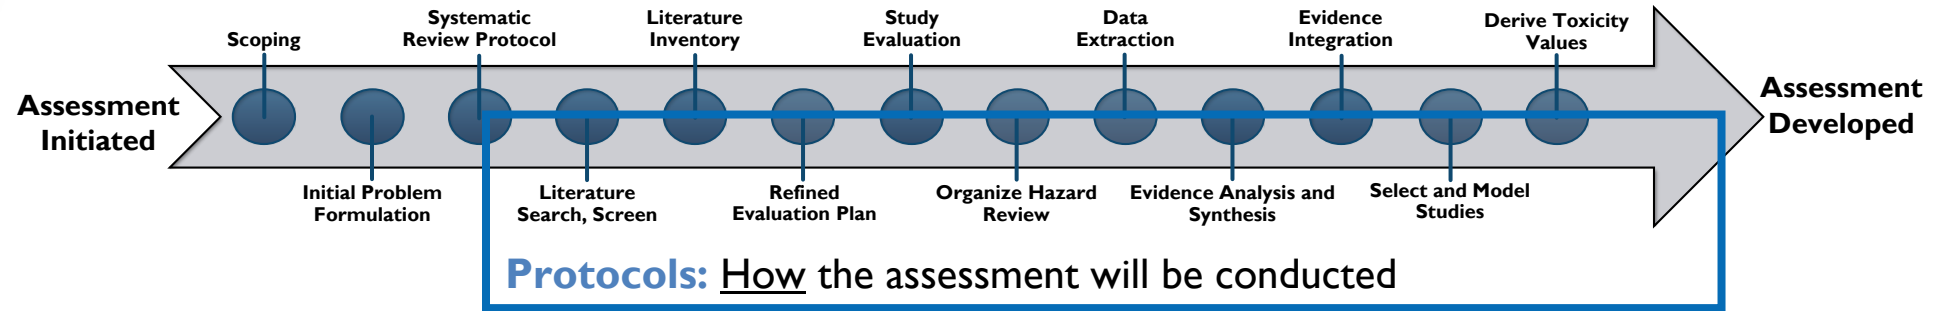 Assessment
Initiated
Scoping
Initial Problem
Formulation
Systematic
Review Protocol
Literature
Search, Screen
Literature
Inventory
Refined
Evaluation Plan
Study
Evaluation
Organize Hazard
Review
Data
Extraction
Evidence Analysis and
Synthesis
Evidence
Integration
Select and Model
Studies
Derive Toxicity
Values
Assessment
Developed
Protocols: How the assessment will be conducted